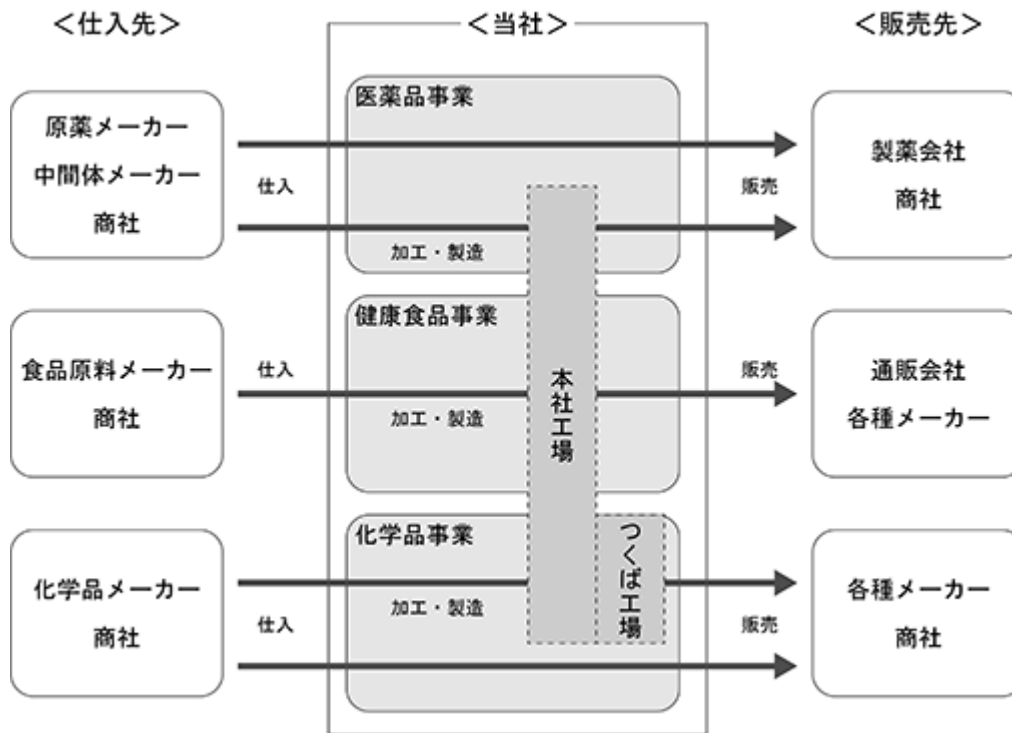 <仕入先>
<当社>
<販売先>
原薬メーカー
中間体メーカー
商社
仕入
医薬品事業
加工・製造
販売
製薬会社
商社
食品原料メーカー
商社
仕入
健康食品事業
加工・製造
本社工場
販売
通販会社
各種メーカー
化学品メーカー
商社
仕入
化学品事業
加工・製造
つくば工場
販売
各種メーカー
商社